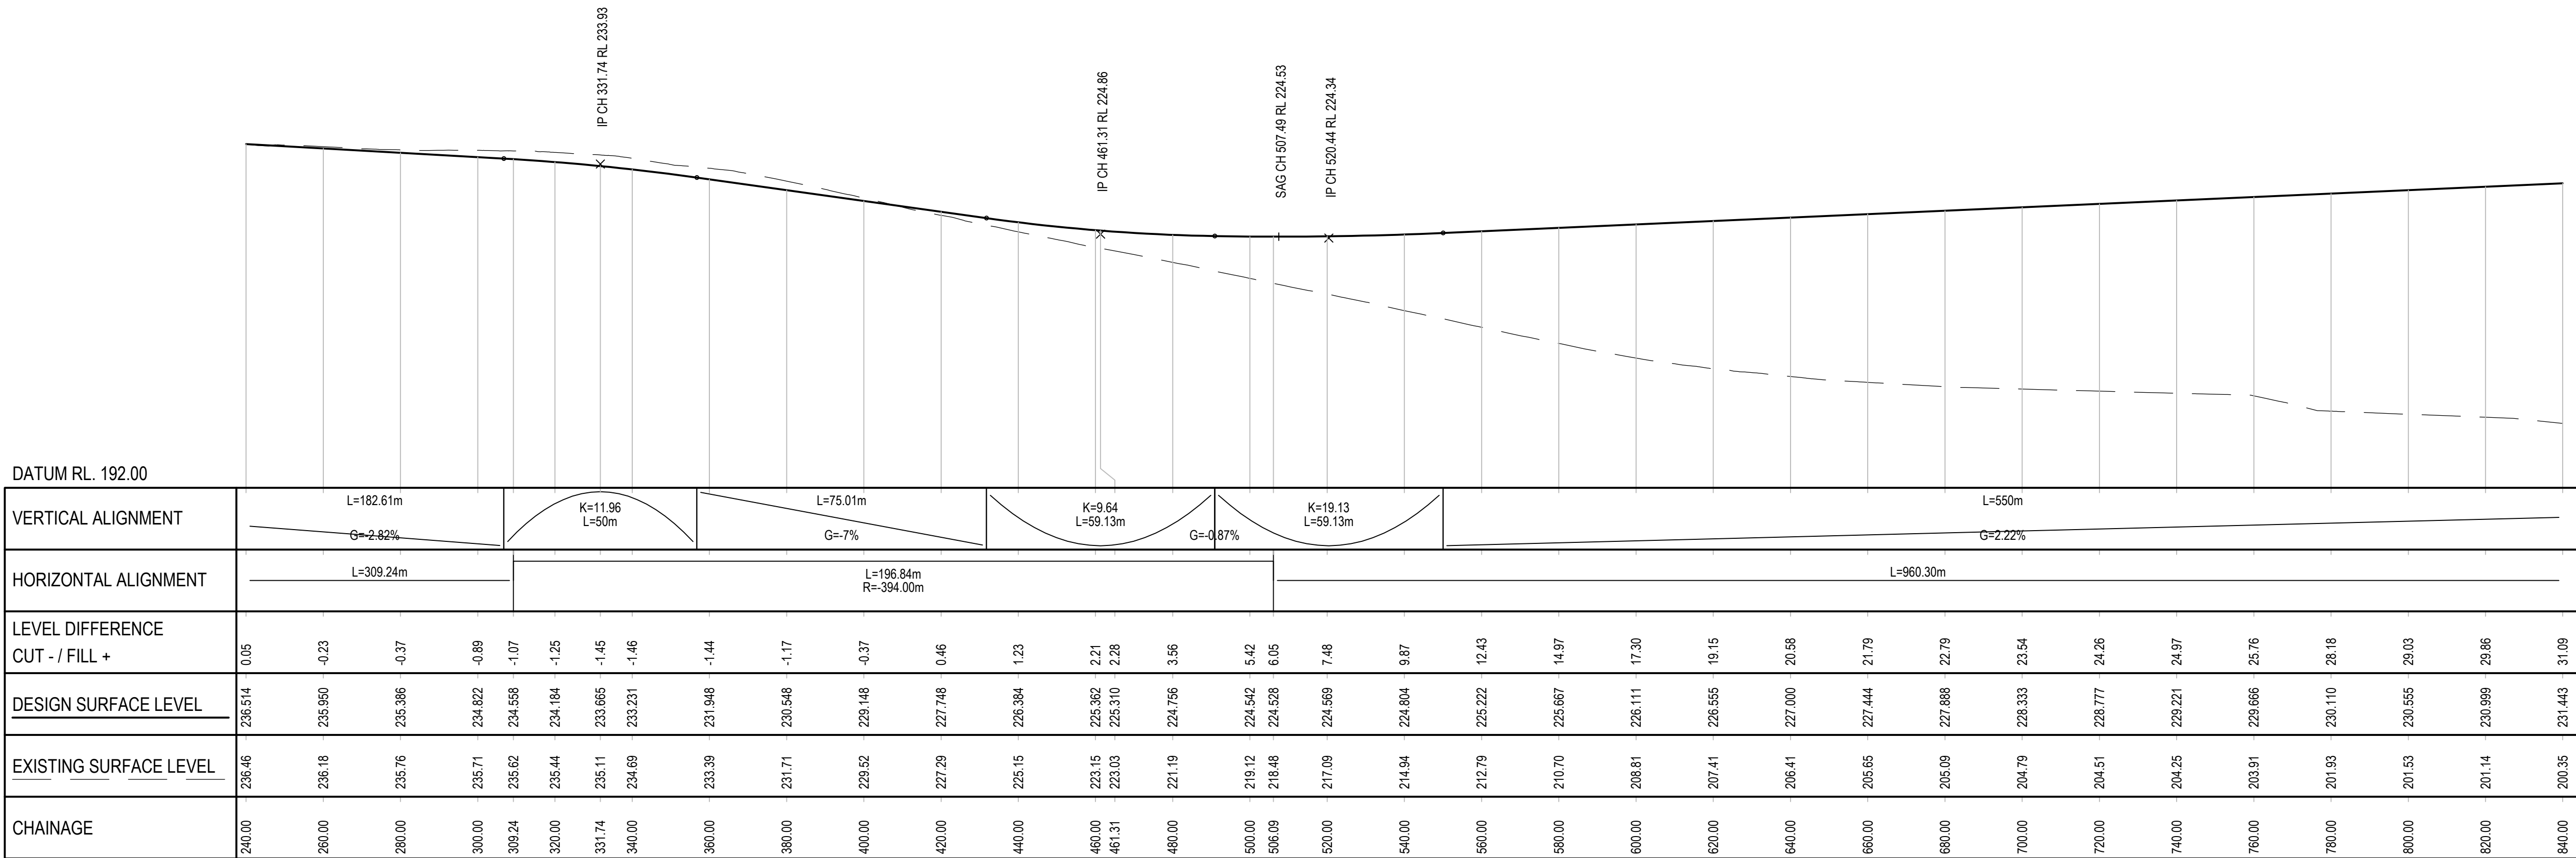 IP CH 331.74 RL 233.93
IP CH 461.31 RL 224.86
SAG CH 507.49 RL 224.53
IP CH 520.44 RL 224.34
DATUM RL. 192.00
VERTICAL ALIGNMENT
L=182.61m
G=-2.82%
K=11.96
L=50m
L=75.01m
G=-7%
K=9.64
L=59.13m
G=-0.87%
K=19.13
L=59.13m
L=550m
G=2.22%
HORIZONTAL ALIGNMENT
L=309.24m
L=196.84m
R=-394.00m
L=960.30m
LEVEL DIFFERENCE
CUT - / FILL +
0.05 -0.23 -0.37 -0.89 -1.07 -1.25 -1.45 -1.46 -1.44 -1.17 -0.37 0.46 1.23 2.21 2.28 3.56 5.42 6.05 7.48 9.87 12.43 14.97 17.30 19.15 20.58 21.79 22.79 23.54 24.26 24.97 25.76 28.18 29.03 29.86 31.09
DESIGN SURFACE LEVEL
236.514 235.950 235.386 234.822 234.558 234.184 233.665 233.231 231.948 230.548 229.148 227.748 226.384 225.362 225.310 224.756 224.542 224.528 224.569 224.804 225.222 225.667 226.111 226.555 227.000 227.444 227.888 228.333 228.777 229.221 229.666 230.110 230.555 230.999 231.443
EXISTING SURFACE LEVEL
236.46 236.18 235.76 235.71 235.62 235.44 235.11 234.69 233.39 231.71 229.52 227.29 225.15 223.15 223.03 221.19 219.12 218.48 217.09 214.94 212.79 210.70 208.81 207.41 206.41 205.65 205.09 204.79 204.51 204.25 203.91 201.93 201.53 201.14 200.35
CHAINAGE
240.00 260.00 280.00 300.00 309.24 320.00 331.74 340.00 360.00 380.00 400.00 420.00 440.00 460.00 461.31 480.00 500.00 506.09 520.00 540.00 560.00 580.00 600.00 620.00 640.00 660.00 680.00 700.00 720.00 740.00 760.00 780.00 800.00 820.00 840.00